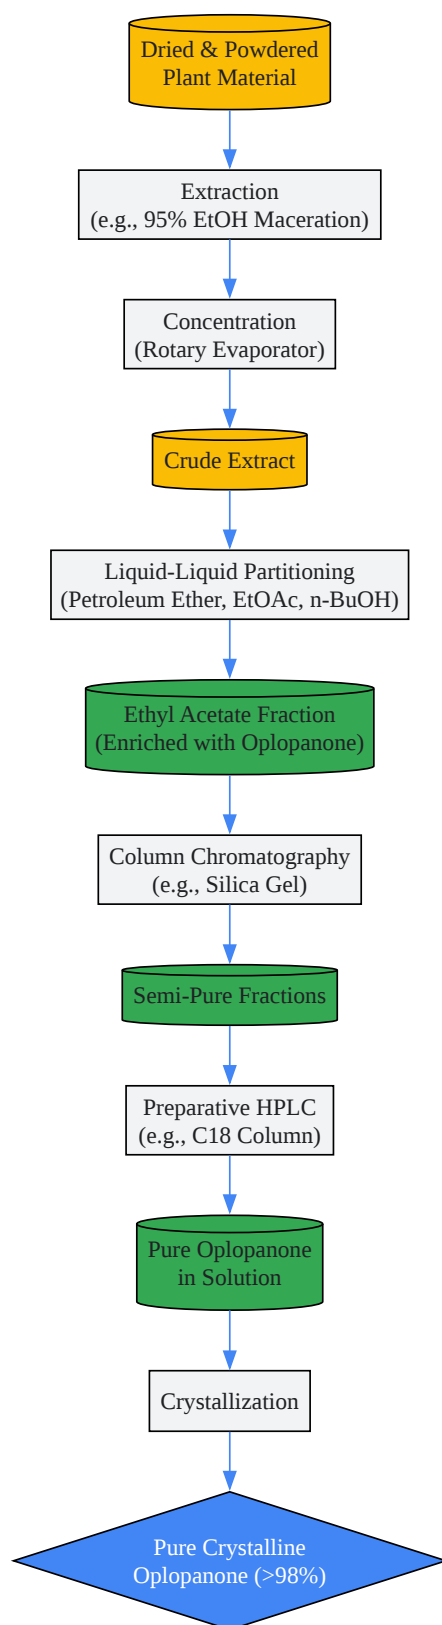 Dried & Powdered
Plant Material
Extraction
(e.g., 95% EtOH Maceration)
Concentration
(Rotary Evaporator)
Crude Extract
Liquid-Liquid Partitioning
(Petroleum Ether, EtOAc, n-BuOH)
Ethyl Acetate Fraction
(Enriched with Oplopanone)
Column Chromatography
(e.g., Silica Gel)
Semi-Pure Fractions
Preparative HPLC
(e.g., C18 Column)
Pure Oplopanone
in Solution
Crystallization
Pure Crystalline
Oplopanone (>98%)